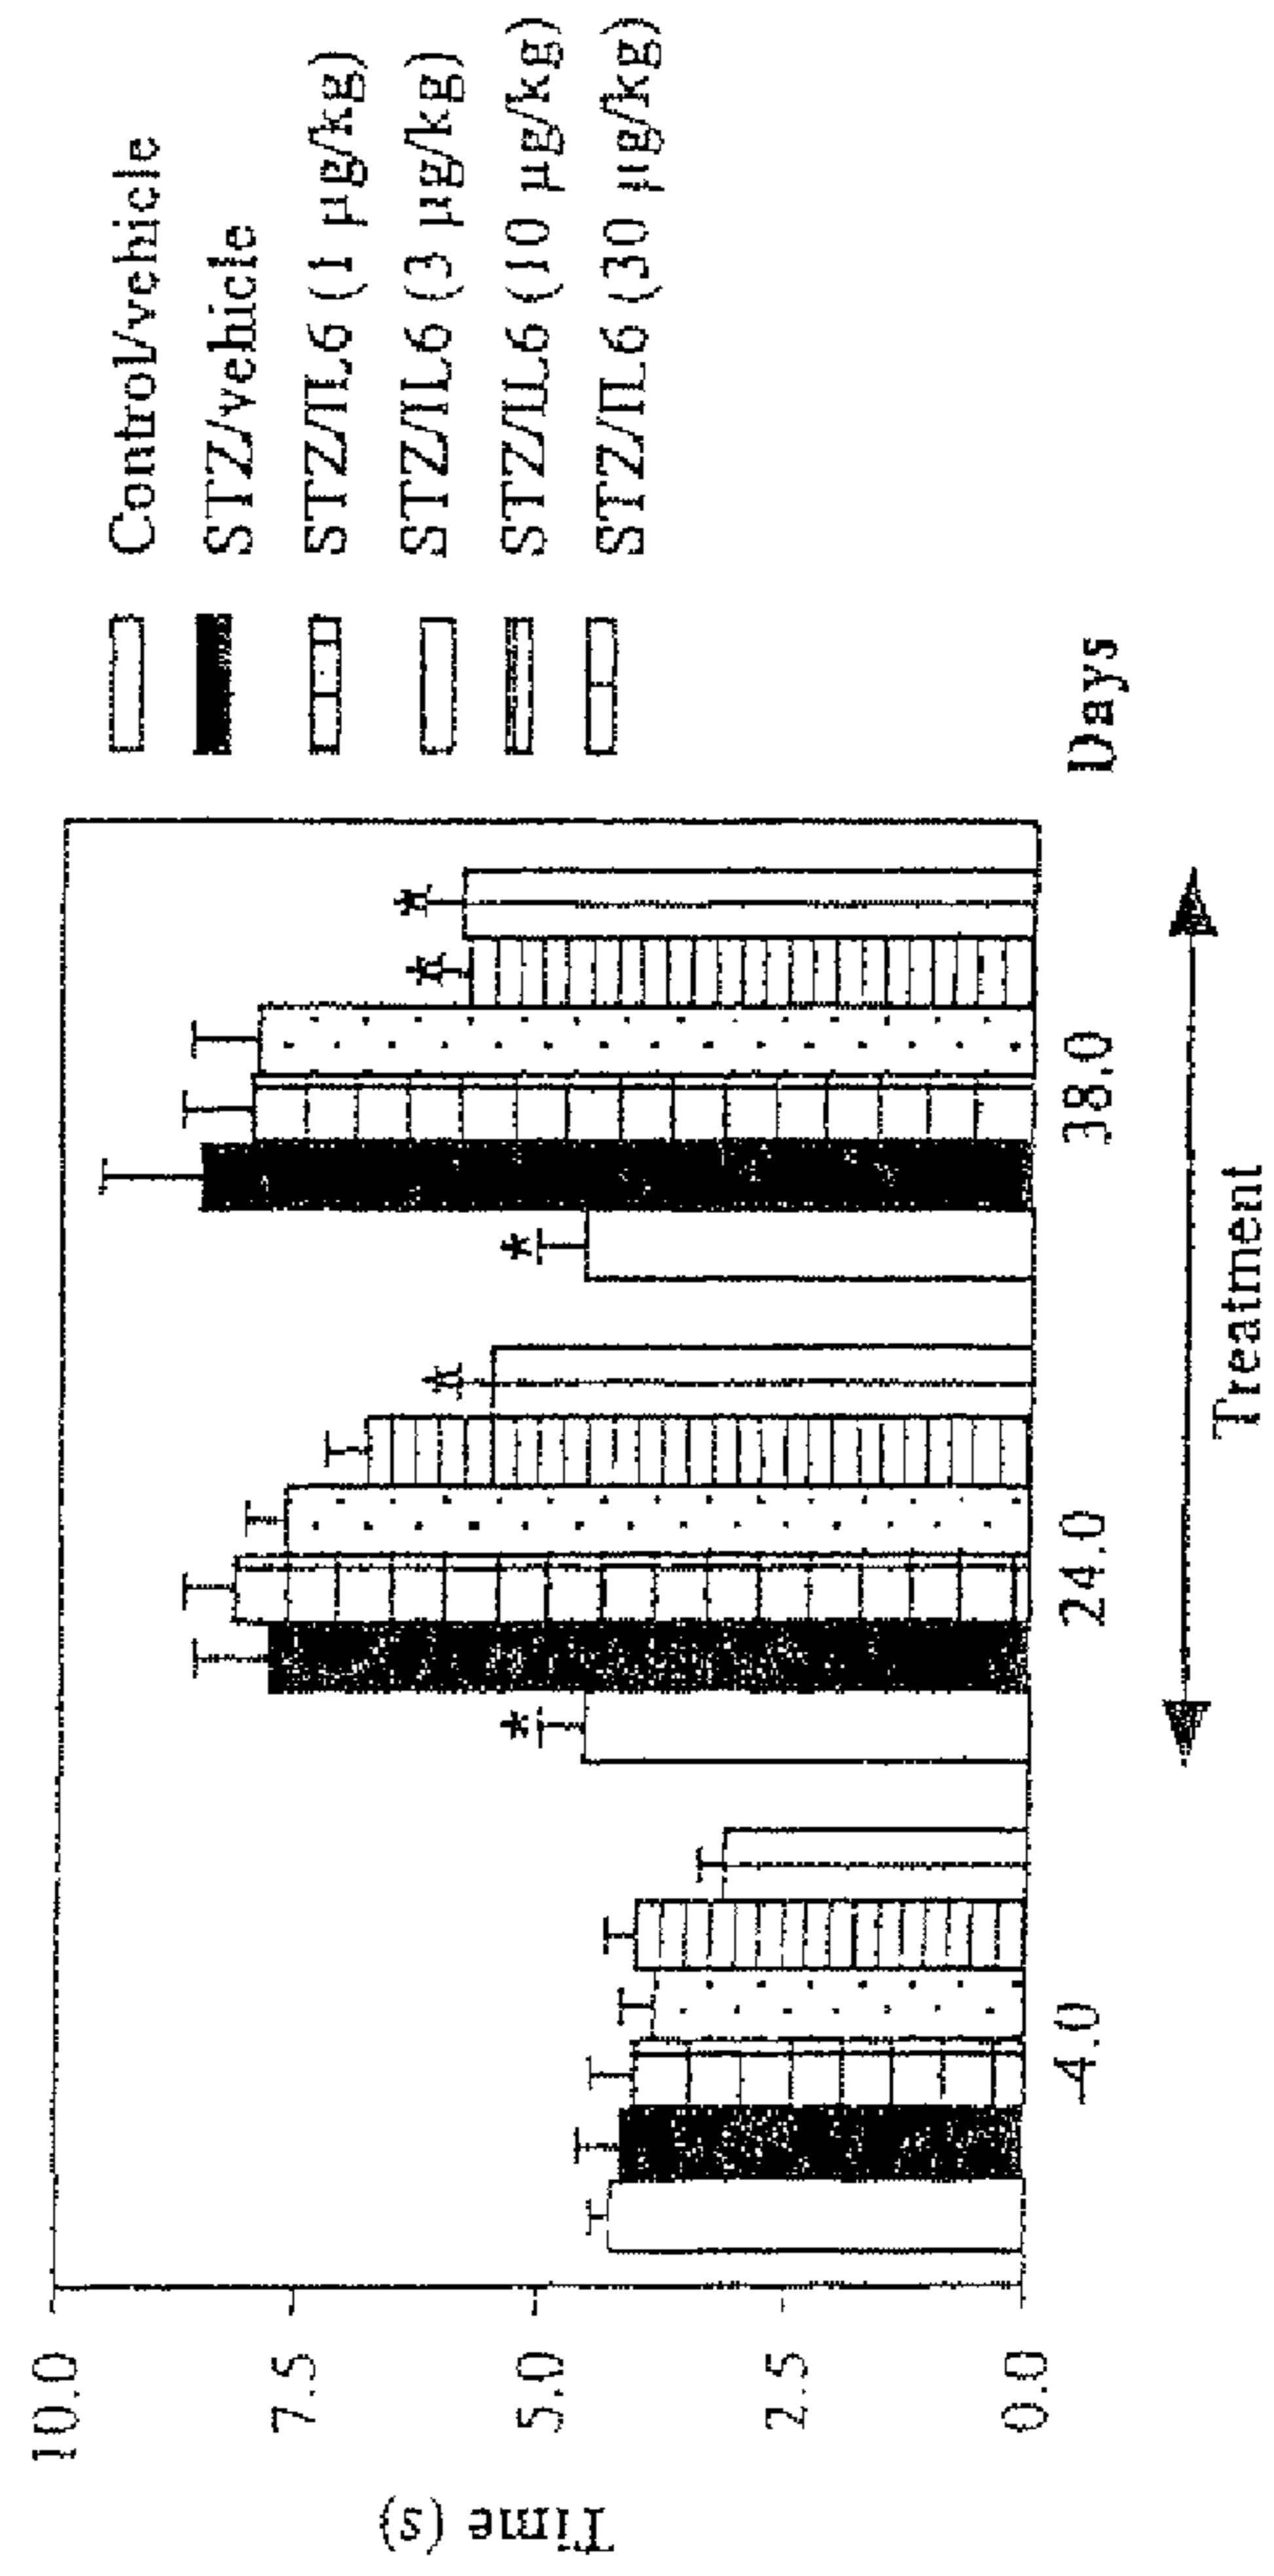 Time (s)
10.0
7.5
5.0
2.5
0.0
*
*
*
*
*
*
-4.0
24.0
38.0
Days
Treatment
Control/vehicle
STZ/vehicle
STZ/IL6 (1 µg/kg)
STZ/IL6 (3 µg/kg)
STZ/IL6 (10 µg/kg)
STZ/IL6 (30 µg/kg)